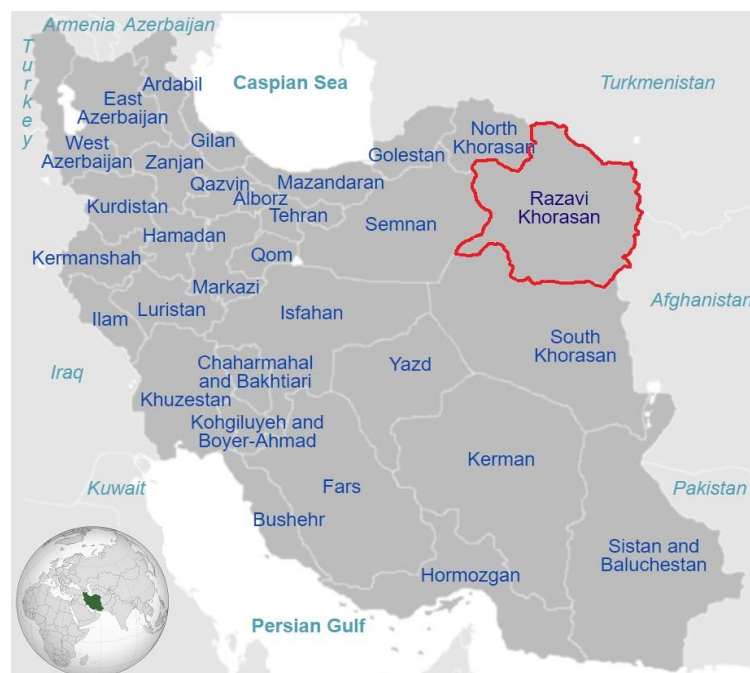 Armenia
Azerbaijan
Turkey
Caspian Sea
Turkmenistan
Ardabil
East
Azerbaijan
North
Khorasan
Gilan
West
Azerbaijan
Zanjan
Golestan
Qazvin
Mazandaran
Alborz
Razavi
Khorasan
Kurdistan
Tehran
Semnan
Hamadan
Kermanshah
Qom
Markazi
Afghanistan
Luristan
Isfahan
Ilam
South
Khorasan
Iraq
Chaharmahal
and Bakhtiari
Yazd
Khuzestan
Kohgiluyeh and
Boyer-Ahmad
Kerman
Kuwait
Fars
Pakistan
Bushehr
Sistan and
Baluchestan
Hormozgan
Persian Gulf